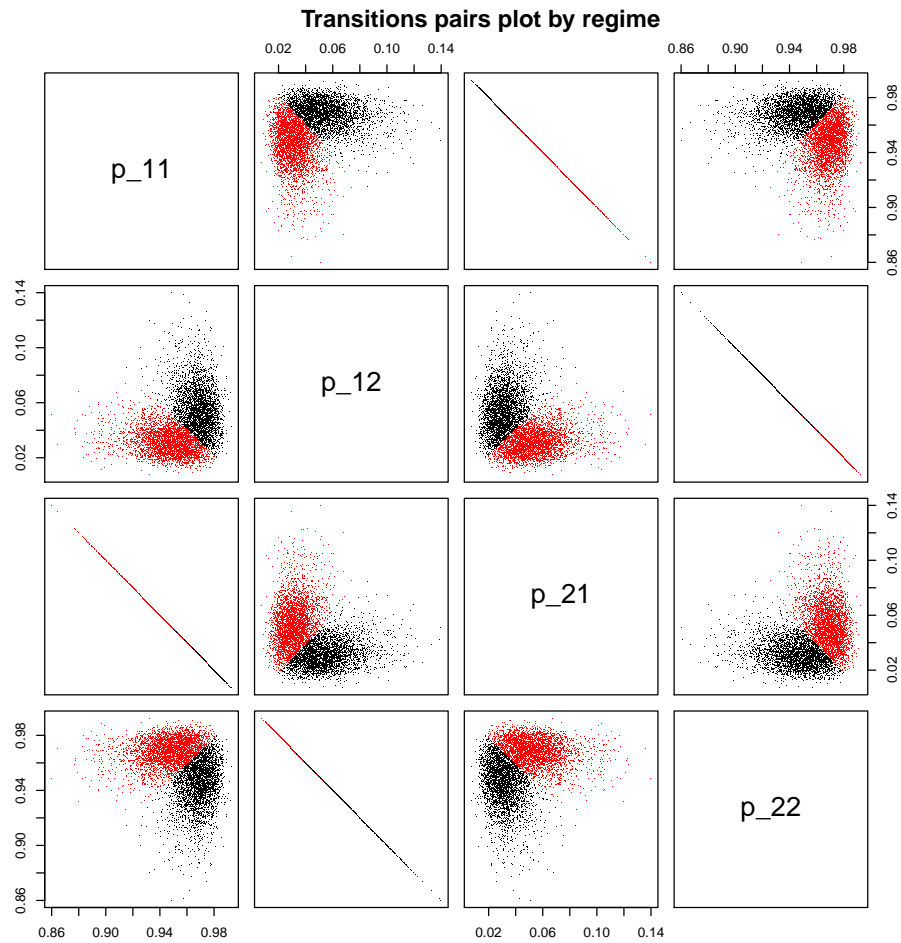 Transitions pairs plot by regime
0.02 0.06 0.10 0.14 0.86 0.90 0.94 0.98
p_11
0.86 0.90 0.94 0.98
0.02 0.06 0.10 0.14
p_12
p_21
0.02 0.06 0.10 0.14
0.86 0.90 0.94 0.98
p_22
0.86 0.90 0.94 0.98 0.02 0.06 0.10 0.14